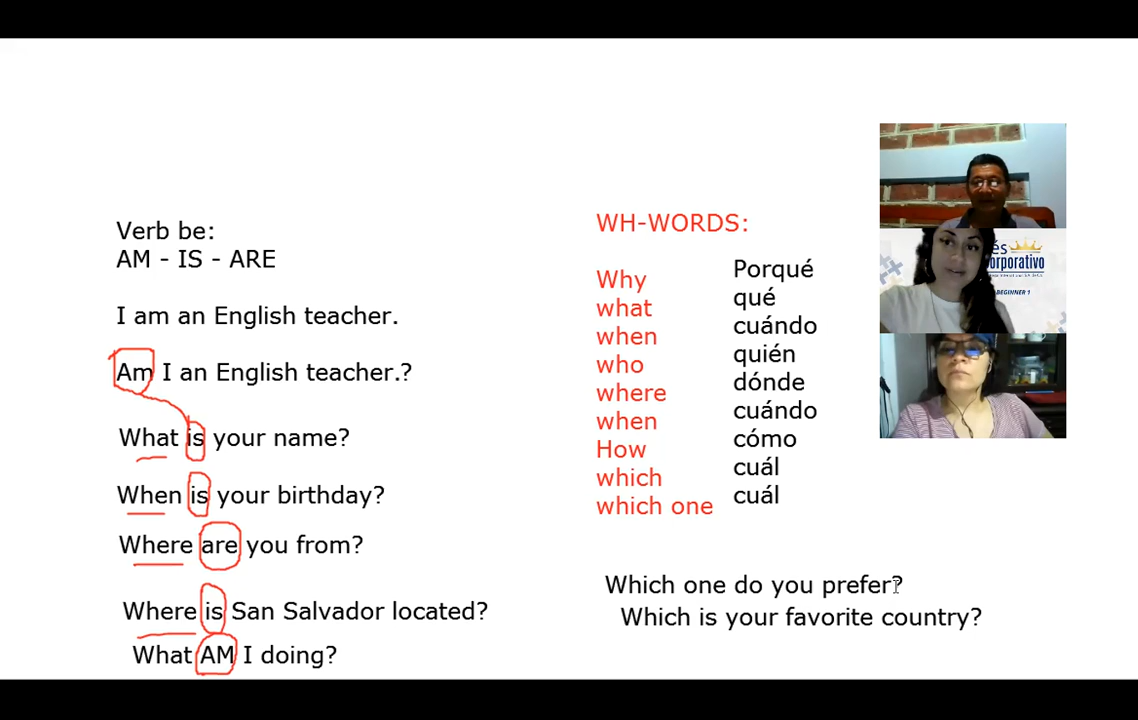 Verb be:
AM - IS - ARE
I am an English teacher.
Am I an English teacher.?
What is your name?
When is your birthday?
Where are you from?
Where is San Salvador located?
What AM I doing?
WH-WORDS:
Why Porqué
what qué
when cuándo
who quién
where dónde
when cuándo
How cómo
which cuál
which one cuál
Which one do you prefer?
Which is your favorite country?
és
orporativo
BEGINNER 1